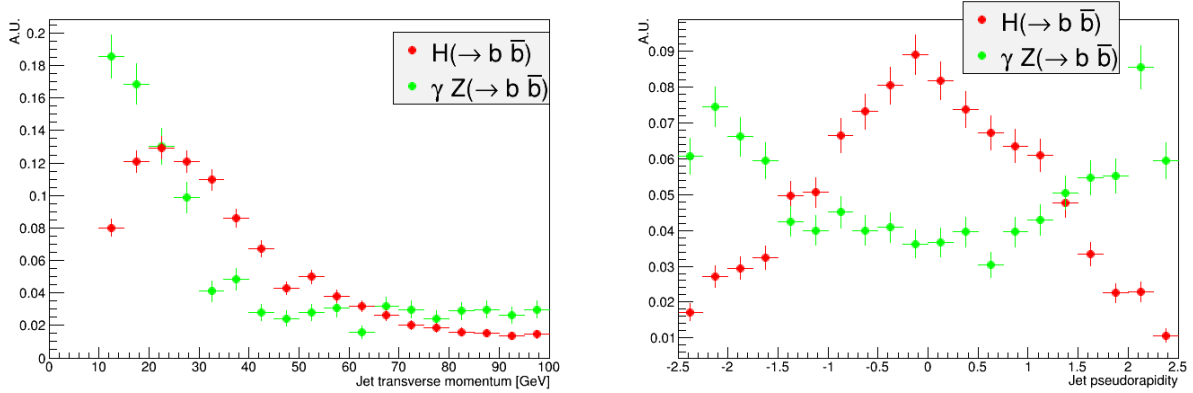 A.U.
0.2
0.18
0.16
0.14
0.12
0.1
0.08
0.06
0.04
0.02
0
H(→ b b̅)
γ Z(→ b b̅)
0 10 20 30 40 50 60 70 80 90 100
Jet transverse momentum [GeV]
A.U.
0.09
0.08
0.07
0.06
0.05
0.04
0.03
0.02
0.01
H(→ b b̅)
γ Z(→ b b̅)
-2.5 -2 -1.5 -1 -0.5 0 0.5 1 1.5 2 2.5
Jet pseudorapidity